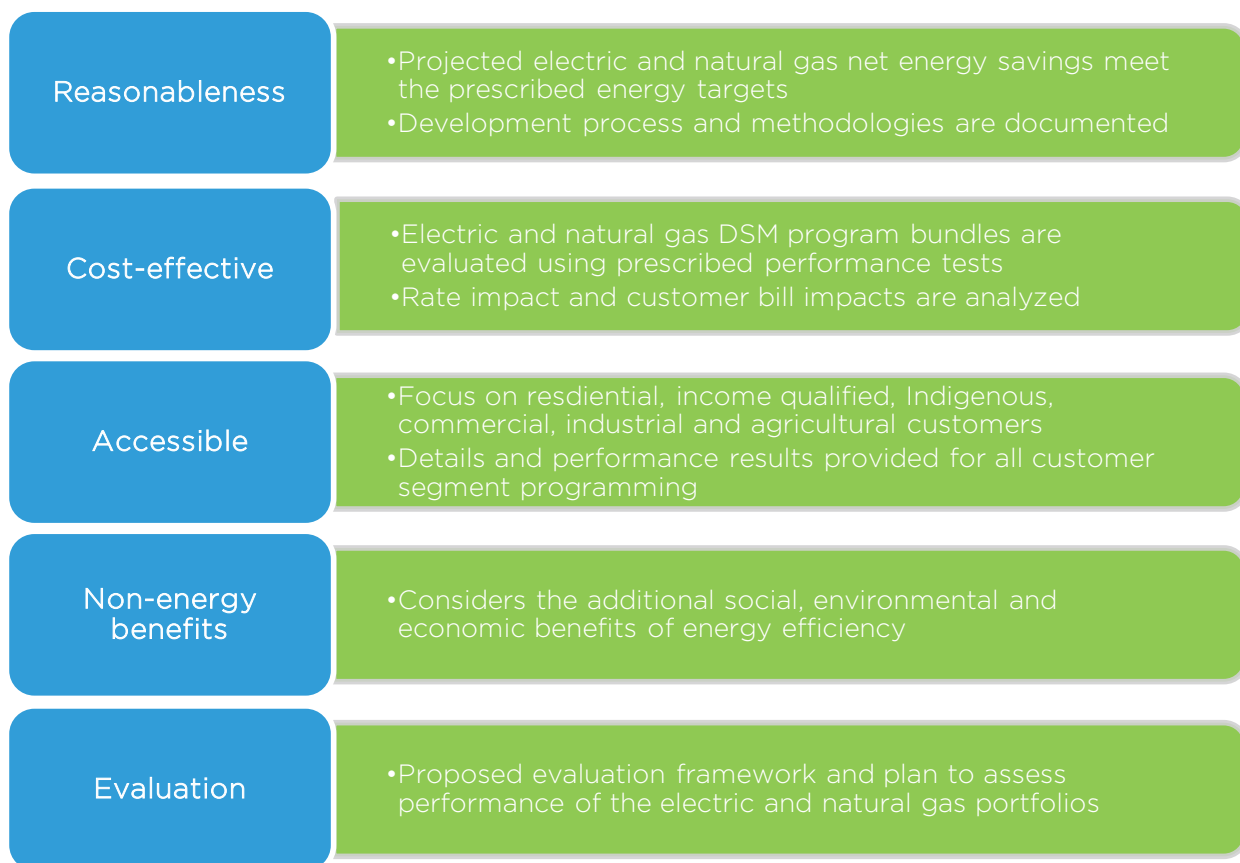 Reasonableness
•Projected electric and natural gas net energy savings meet
the prescribed energy targets
•Development process and methodologies are documented
Cost-effective
•Electric and natural gas DSM program bundles are
evaluated using prescribed performance tests
•Rate impact and customer bill impacts are analyzed
Accessible
•Focus on resdiential, income qualified, Indigenous,
commercial, industrial and agricultural customers
•Details and performance results provided for all customer
segment programming
Non-energy
benefits
•Considers the additional social, environmental and
economic benefits of energy efficiency
Evaluation
•Proposed evaluation framework and plan to assess
performance of the electric and natural gas portfolios